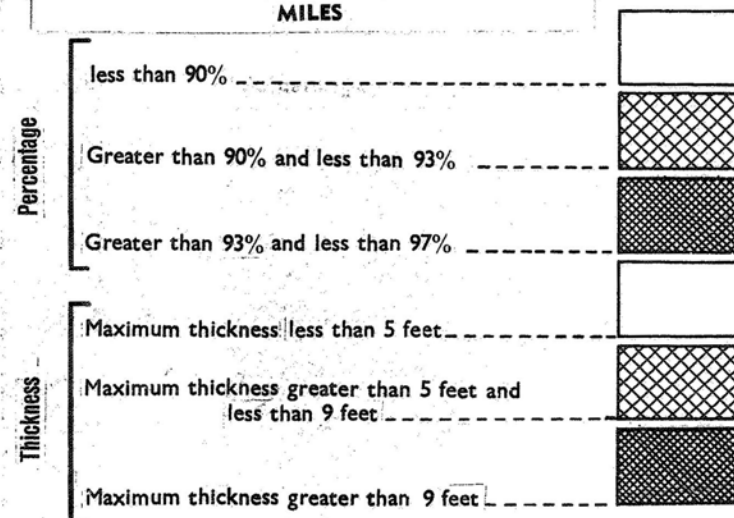 MILES
Percentage
less than 90%
Greater than 90% and less than 93%
Greater than 93% and less than 97%
Thickness
Maximum thickness less than 5 feet
Maximum thickness greater than 5 feet and
less than 9 feet
Maximum thickness greater than 9 feet